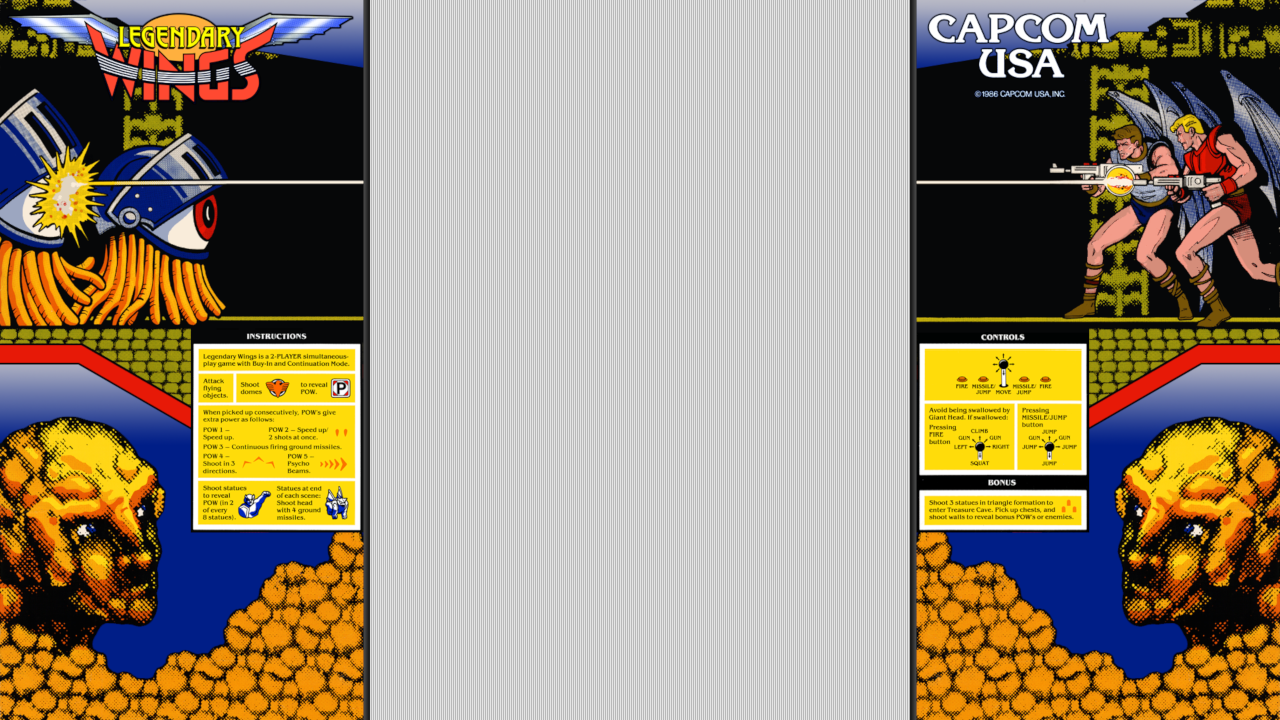 LEGENDARY
WINGS
INSTRUCTIONS
Legendary Wings is a 2-PLAYER simultaneous-
play game with Buy-In and Continuation Mode.
Attack
flying
objects.
Shoot
domes
to reveal
POW.
P
When picked up consecutively, POW's give
extra power as follows:
POW 1 —
Speed up.
POW 2 — Speed up/
2 shots at once.
POW 3 — Continuous firing ground missiles.
POW 4 —
Shoot in 3
directions.
POW 5 —
Psycho
Beams.
Shoot statues
to reveal
POW (in 2
of every
8 statues).
Statues at end
of each scene:
Shoot head
with 4 ground
missiles.
CAPCOM
USA
©1986 CAPCOM USA, INC.
CONTROLS
FIRE MISSILE/ MOVE MISSILE/ FIRE
JUMP JUMP
Avoid being swallowed by
Giant Head. If swallowed:
Pressing
FIRE
button
CLIMB
GUN GUN
LEFT RIGHT
SQUAT
Pressing
MISSILE/JUMP
button
JUMP
GUN GUN
JUMP JUMP
JUMP
BONUS
Shoot 3 statues in triangle formation to
enter Treasure Cave. Pick up chests, and
shoot walls to reveal bonus POW's or enemies.